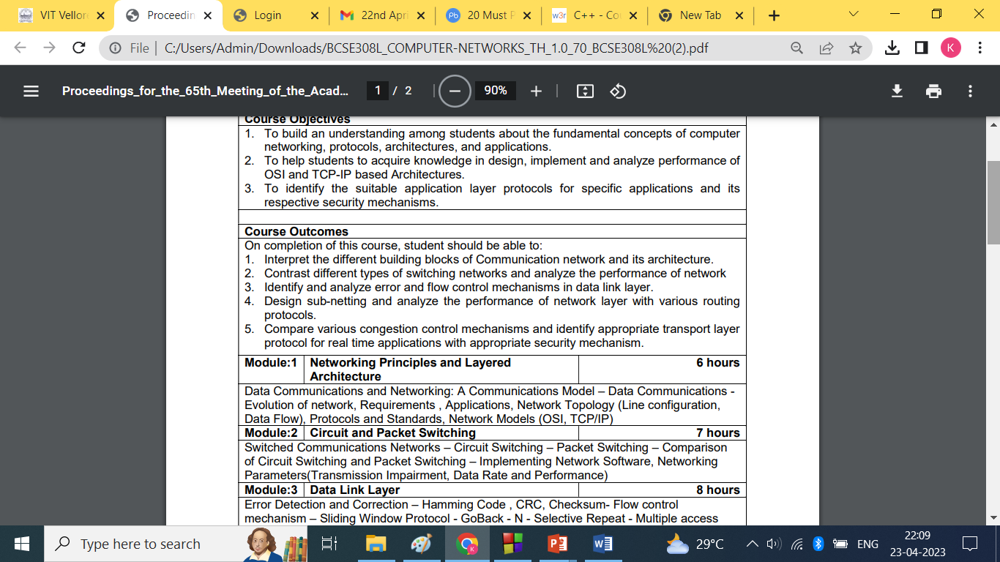 VIT Vellore
Proceedin
Login
22nd Apri
Pb
20 Must P
w3r
C++ - Co
New Tab
File
C:/Users/Admin/Downloads/BCSE308L_COMPUTER-NETWORKS_TH_1.0_70_BCSE308L%20(2).pdf
K
Proceedings_for_the_65th_Meeting_of_the_Acad...
1 / 2
90%
Course Objectives
1. To build an understanding among students about the fundamental concepts of computer
networking, protocols, architectures, and applications.
2. To help students to acquire knowledge in design, implement and analyze performance of
OSI and TCP-IP based Architectures.
3. To identify the suitable application layer protocols for specific applications and its
respective security mechanisms.
Course Outcomes
On completion of this course, student should be able to:
1. Interpret the different building blocks of Communication network and its architecture.
2. Contrast different types of switching networks and analyze the performance of network
3. Identify and analyze error and flow control mechanisms in data link layer.
4. Design sub-netting and analyze the performance of network layer with various routing
protocols.
5. Compare various congestion control mechanisms and identify appropriate transport layer
protocol for real time applications with appropriate security mechanism.
Module:1 Networking Principles and Layered 6 hours
Architecture
Data Communications and Networking: A Communications Model – Data Communications -
Evolution of network, Requirements , Applications, Network Topology (Line configuration,
Data Flow), Protocols and Standards, Network Models (OSI, TCP/IP)
Module:2 Circuit and Packet Switching 7 hours
Switched Communications Networks – Circuit Switching – Packet Switching – Comparison
of Circuit Switching and Packet Switching – Implementing Network Software, Networking
Parameters(Transmission Impairment, Data Rate and Performance)
Module:3 Data Link Layer 8 hours
Error Detection and Correction – Hamming Code , CRC, Checksum- Flow control
mechanism – Sliding Window Protocol - GoBack - N - Selective Repeat - Multiple access
Type here to search
29°C
ENG
22:09
23-04-2023